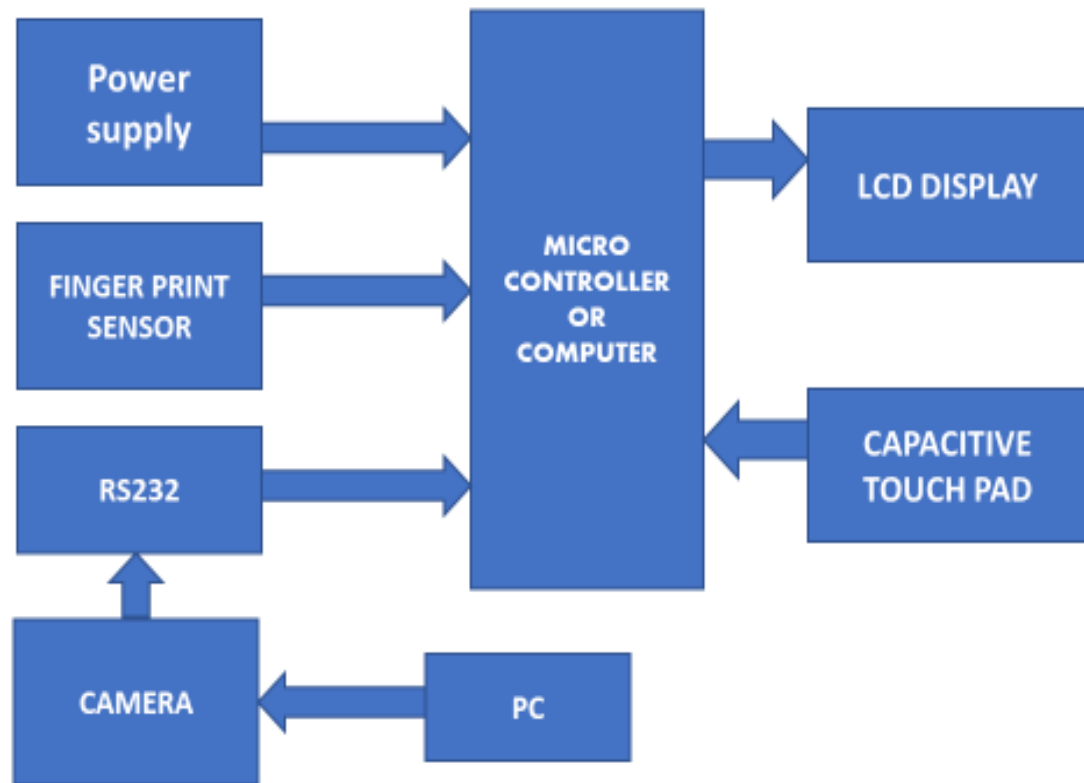 Power
supply
FINGER PRINT
SENSOR
RS232
CAMERA
PC
MICRO
CONTROLLER
OR
COMPUTER
LCD DISPLAY
CAPACITIVE
TOUCH PAD